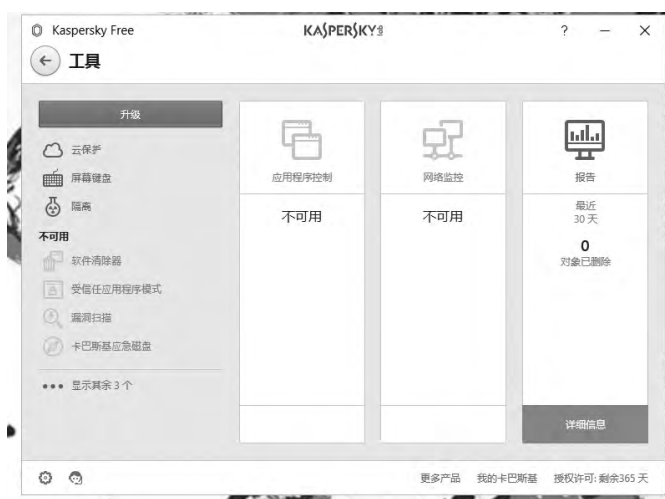 Kaspersky Free
KASPERSKY
?
工具
升级
云保护
屏幕键盘
隔离
不可用
软件清除器
受信任应用程序模式
漏洞扫描
卡巴斯基应急磁盘
显示其余 3 个
应用程序控制
不可用
网络监控
不可用
报告
最近
30 天
0
对象已删除
详细信息
更多产品 我的卡巴斯基 授权许可: 剩余365 天